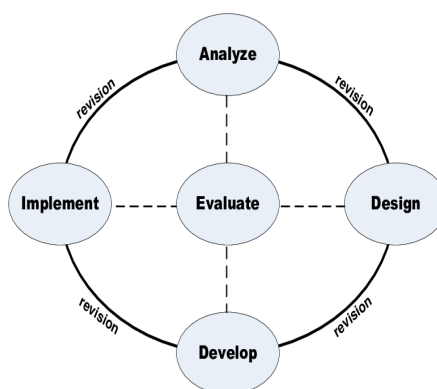 Analyze
revision
revision
Implement
Evaluate
Design
revision
revision
Develop